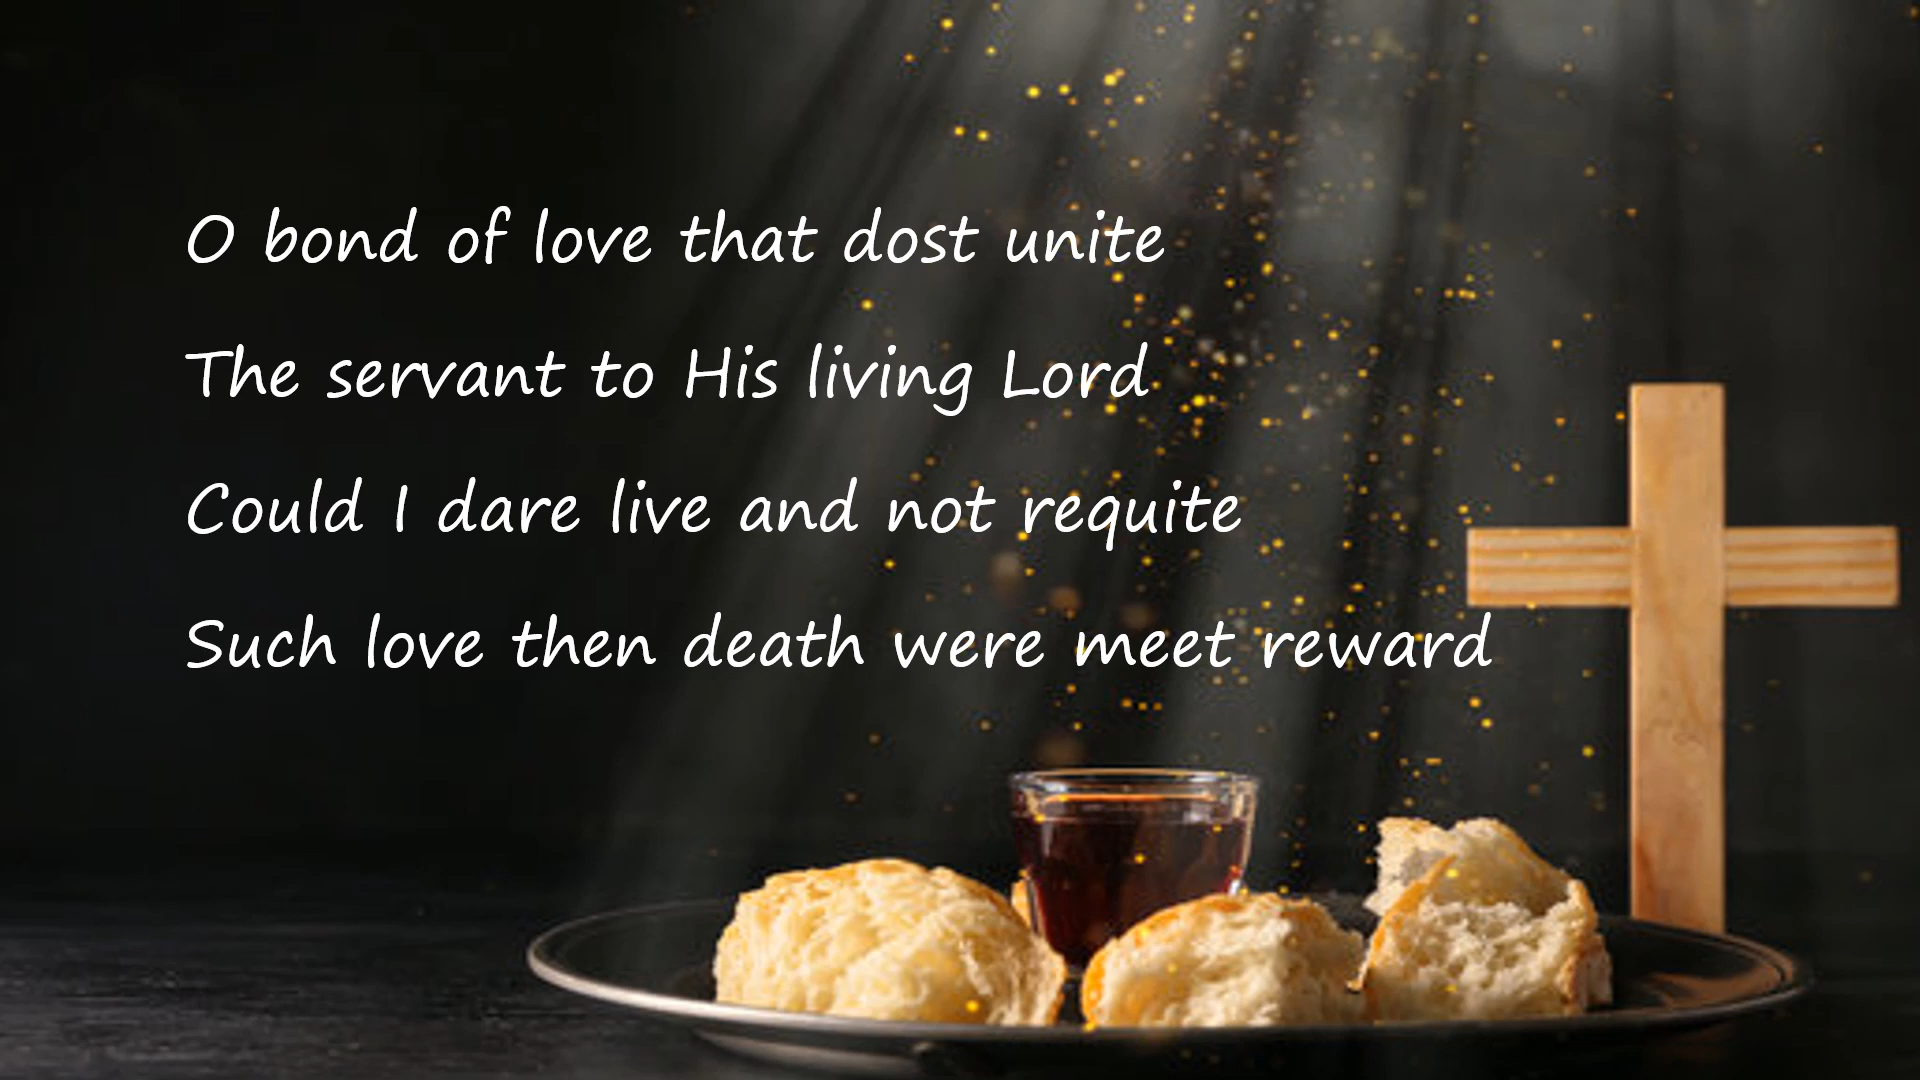 O bond of love that dost unite
The servant to His living Lord
Could I dare live and not requite
Such love then death were meet reward